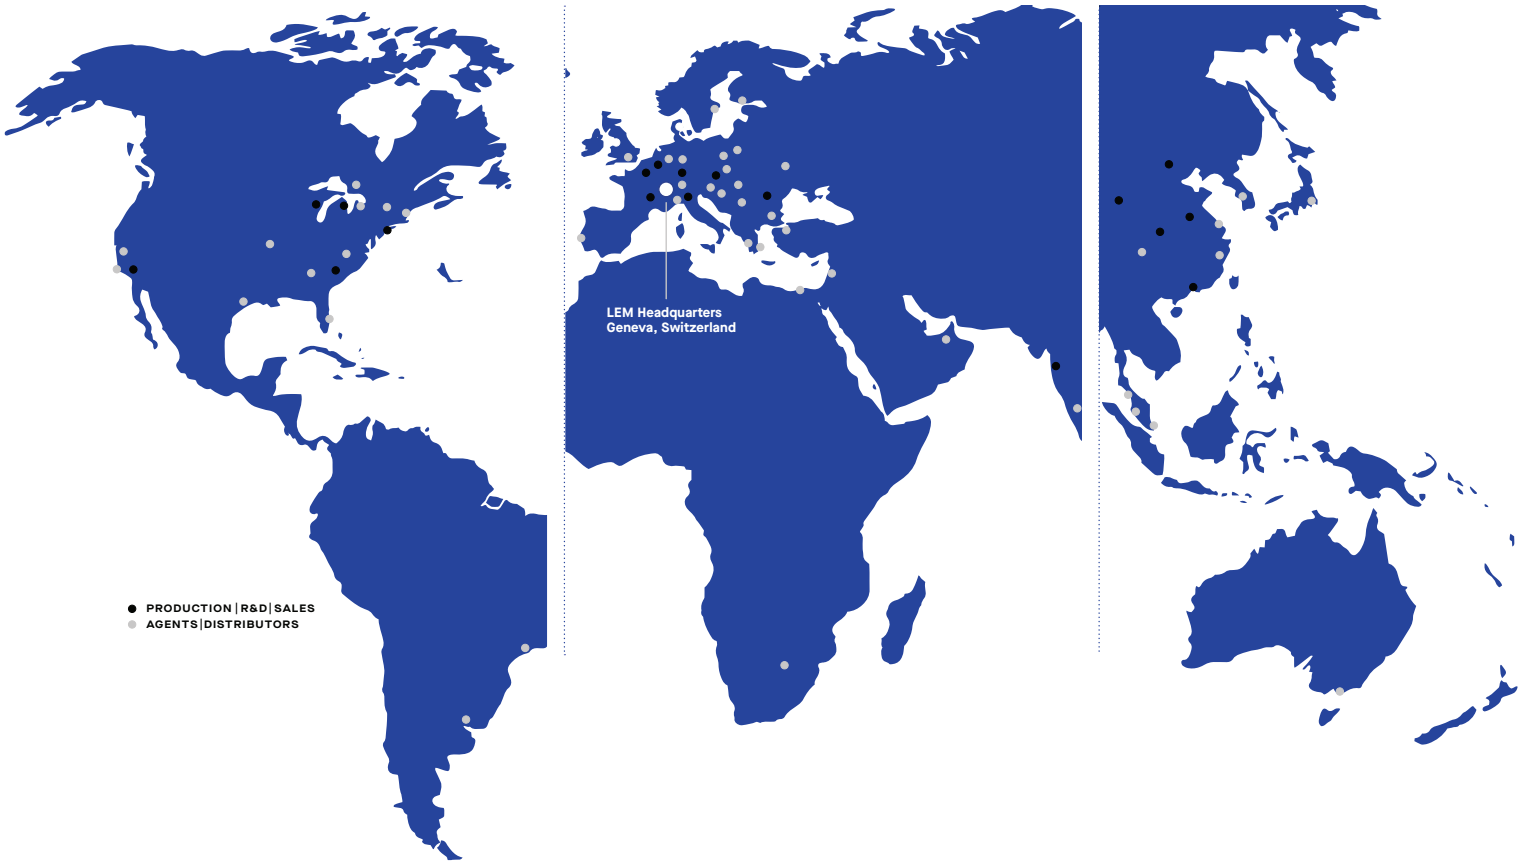 LEM Headquarters
Geneva, Switzerland
PRODUCTION|R&D|SALES
AGENTS|DISTRIBUTORS